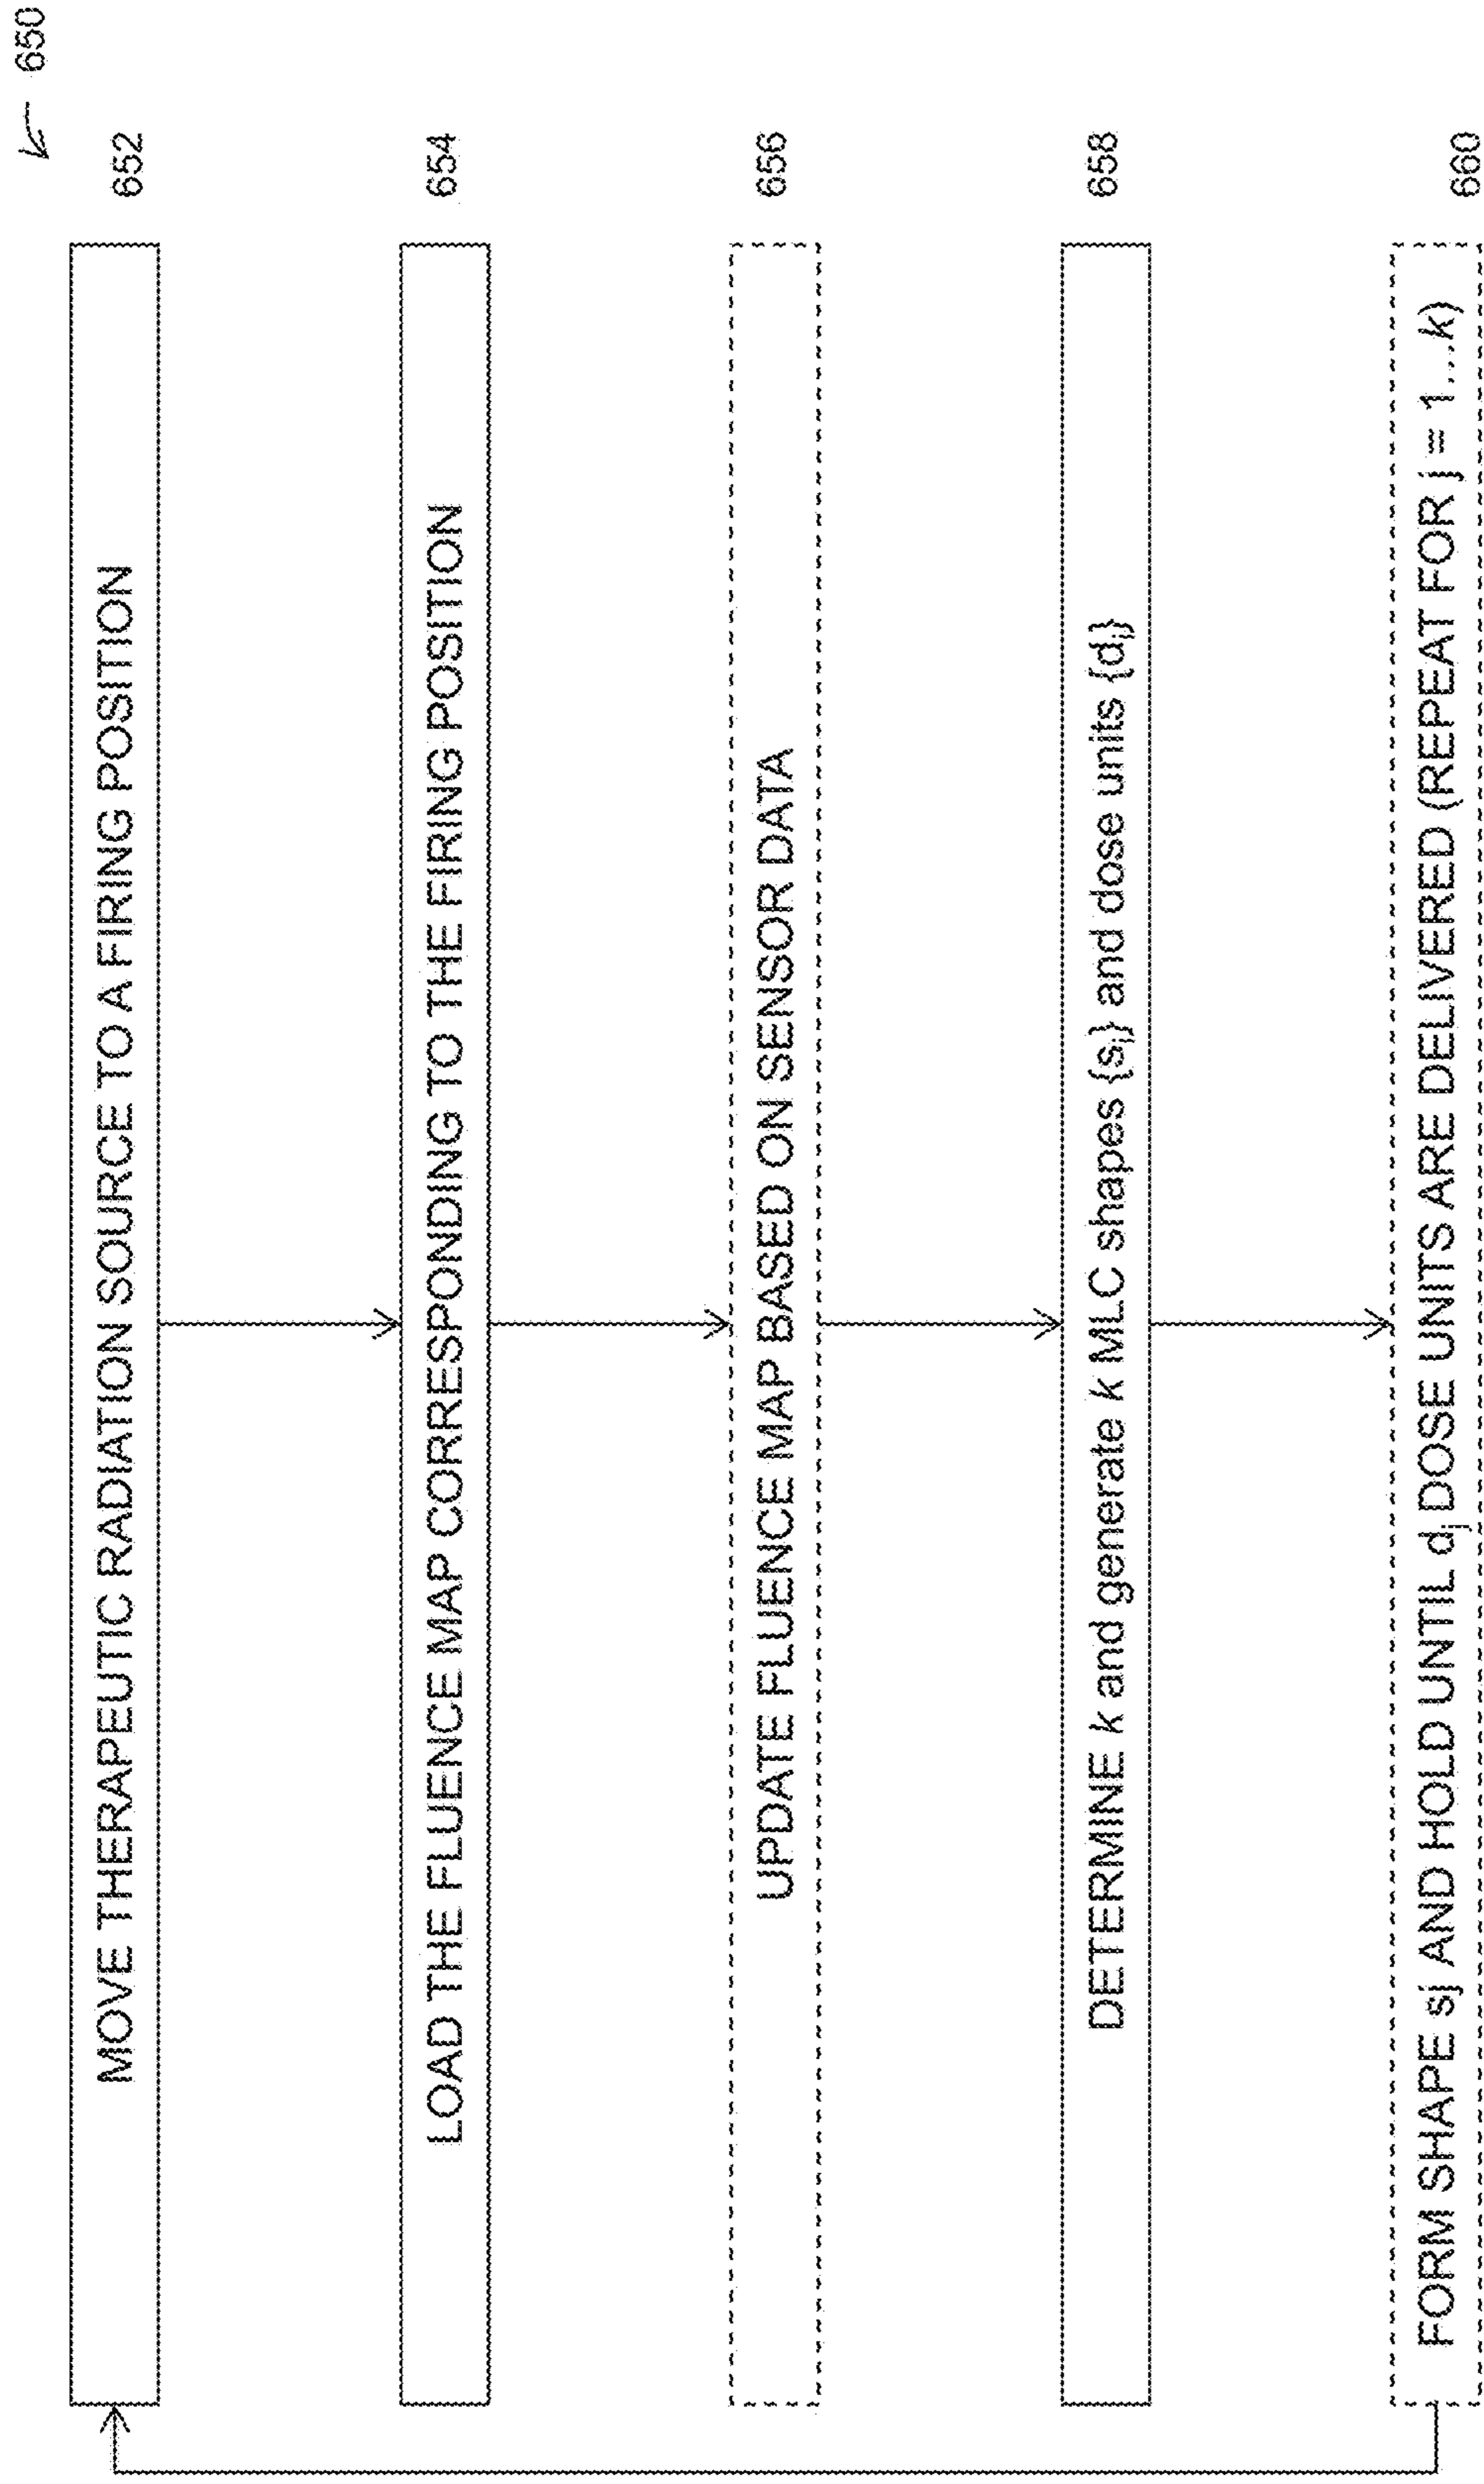 650
MOVE THERAPEUTIC RADIATION SOURCE TO A FIRING POSITION
652
LOAD THE FLUENCE MAP CORRESPONDING TO THE FIRING POSITION
654
UPDATE FLUENCE MAP BASED ON SENSOR DATA
656
DETERMINE k and generate k MLC shapes {sⱼ} and dose units {dⱼ}
658
FORM SHAPE sj AND HOLD UNTIL dⱼ DOSE UNITS ARE DELIVERED (REPEAT FOR j = 1...k)
660